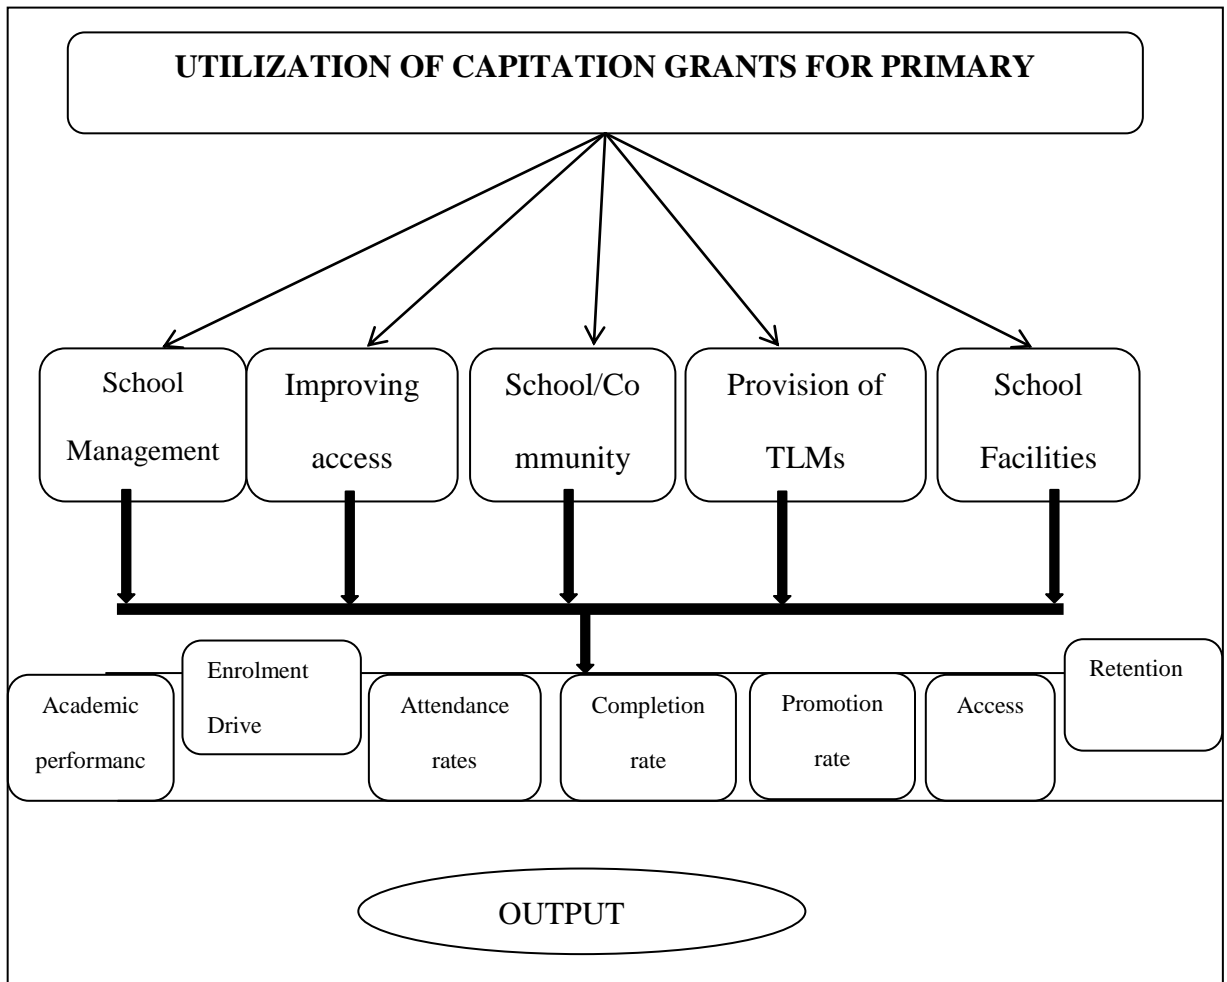 UTILIZATION OF CAPITATION GRANTS FOR PRIMARY
School
Management
Improving
access
School/Co
mmunity
Provision of
TLMs
School
Facilities
Academic
performanc
Enrolment
Drive
Attendance
rates
Completion
rate
Promotion
rate
Access
Retention
OUTPUT